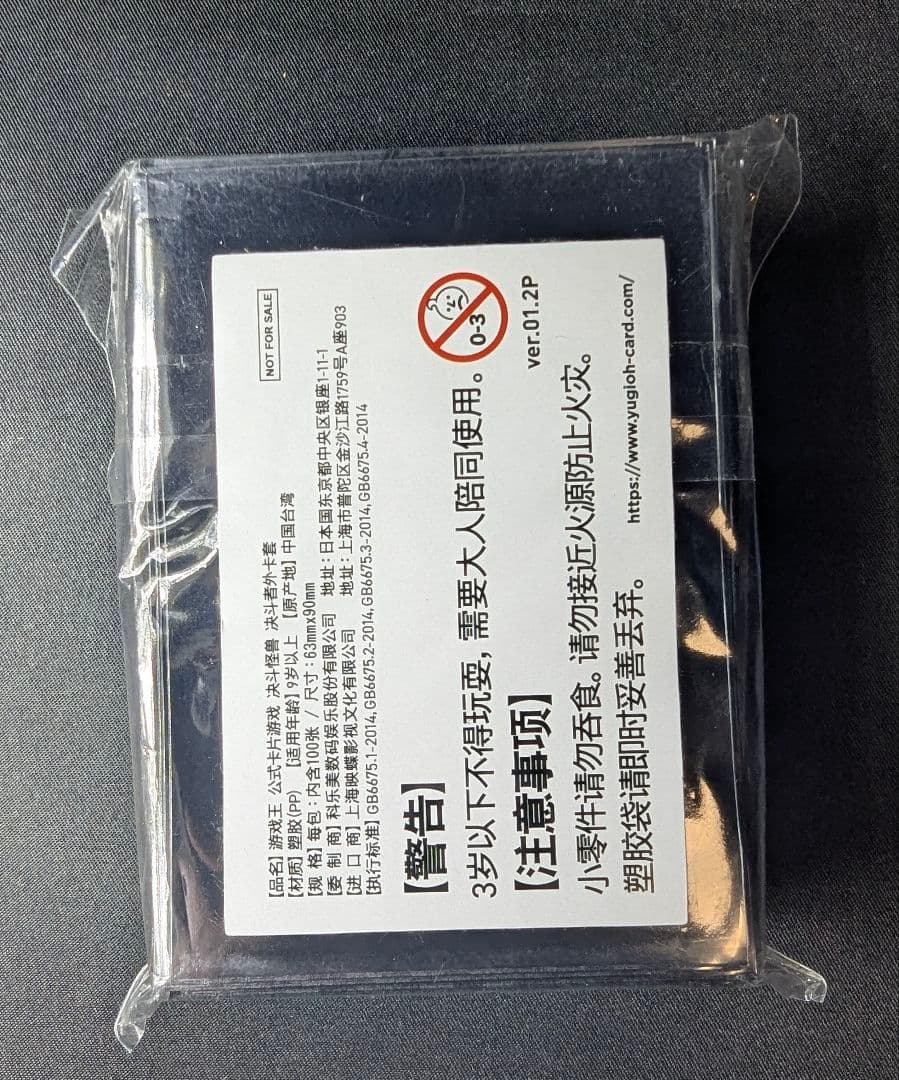 NOT FOR SALE
【品名】游戏王 公式卡片游戏 决斗怪兽 决斗者外卡套
【材质】塑胶(PP) 【适用年龄】9岁以上 【原产地】中国台湾
【规 格】每包：内含100张 / 尺寸：63mmx90mm
【委 制 商】科乐美数码娱乐股份有限公司 地址：日本国东京都中央区银座1-11-1
【进 口 商】上海映蝶影视文化有限公司 地址：上海市普陀区金沙江路1759号A座903
【执行标准】GB6675.1-2014,GB6675.2-2014,GB6675.3-2014,GB6675.4-2014
【警告】
3岁以下不得玩耍，需要大人陪同使用。
0-3
【注意事项】
ver.01.2P
小零件请勿吞食。请勿接近火源防止火灾。
塑胶袋请即时妥善丢弃。
https://www.yugioh-card.com/